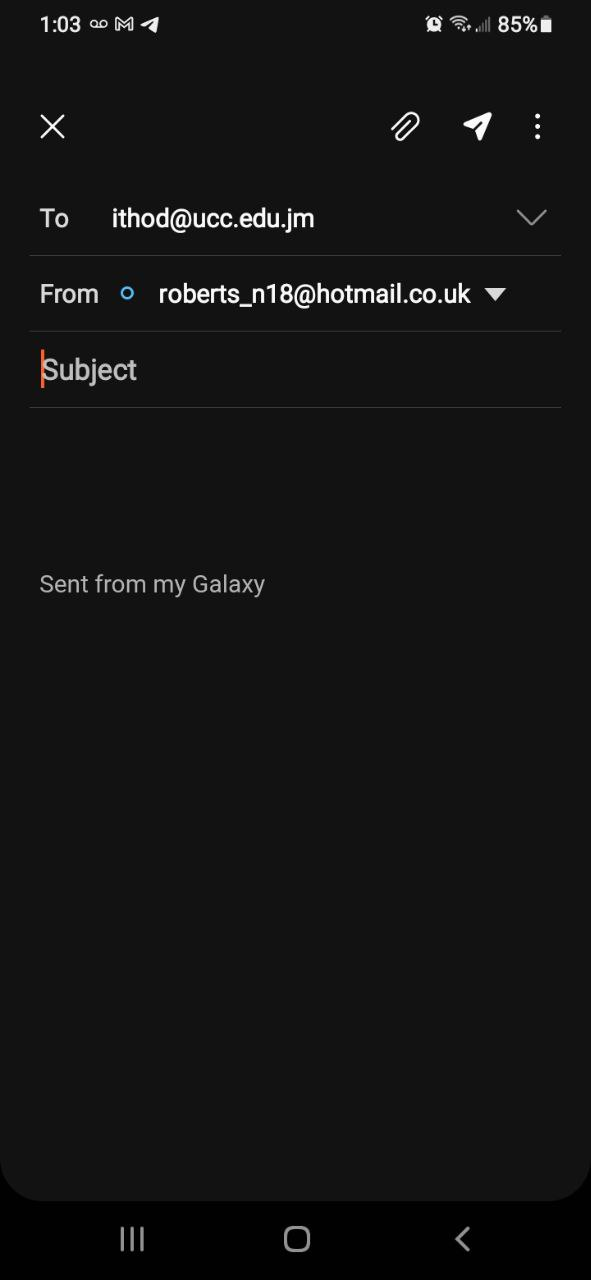 1:03 85%
To ithod@ucc.edu.jm
From roberts_n18@hotmail.co.uk
Subject
Sent from my Galaxy